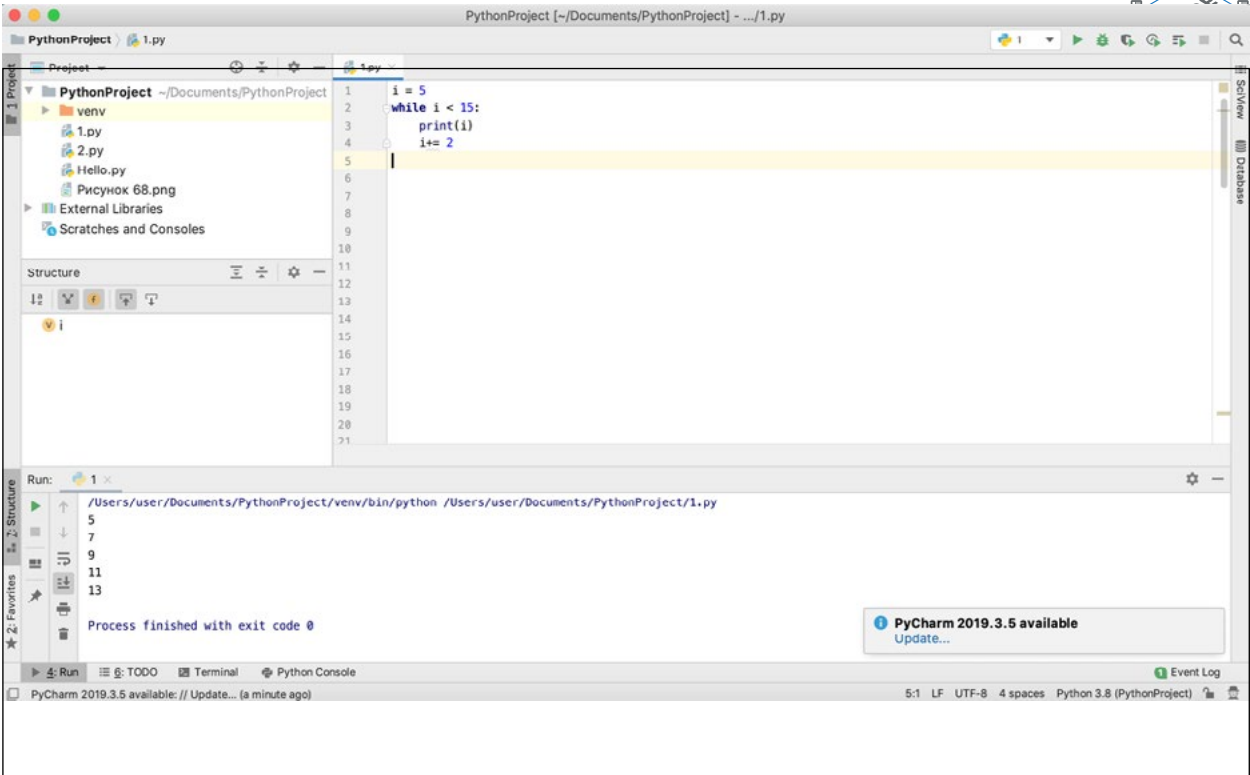 PythonProject [~/Documents/PythonProject] - .../1.py
PythonProject 1.py
1
Project
1.py
1 Project
PythonProject ~/Documents/PythonProject
venv
1.py
2.py
Hello.py
Рисунок 68.png
External Libraries
Scratches and Consoles
1 i = 5
2 while i < 15:
3 print(i)
4 i+= 2
5
6
7
8
9
10
11
12
13
14
15
16
17
18
19
20
21
SciView
Database
Structure
i
Run: 1
7: Structure
2: Favorites
/Users/user/Documents/PythonProject/venv/bin/python /Users/user/Documents/PythonProject/1.py
5
7
9
11
13
Process finished with exit code 0
PyCharm 2019.3.5 available
Update...
4: Run 6: TODO Terminal Python Console 1 Event Log
PyCharm 2019.3.5 available: // Update... (a minute ago) 5:1 LF UTF-8 4 spaces Python 3.8 (PythonProject)